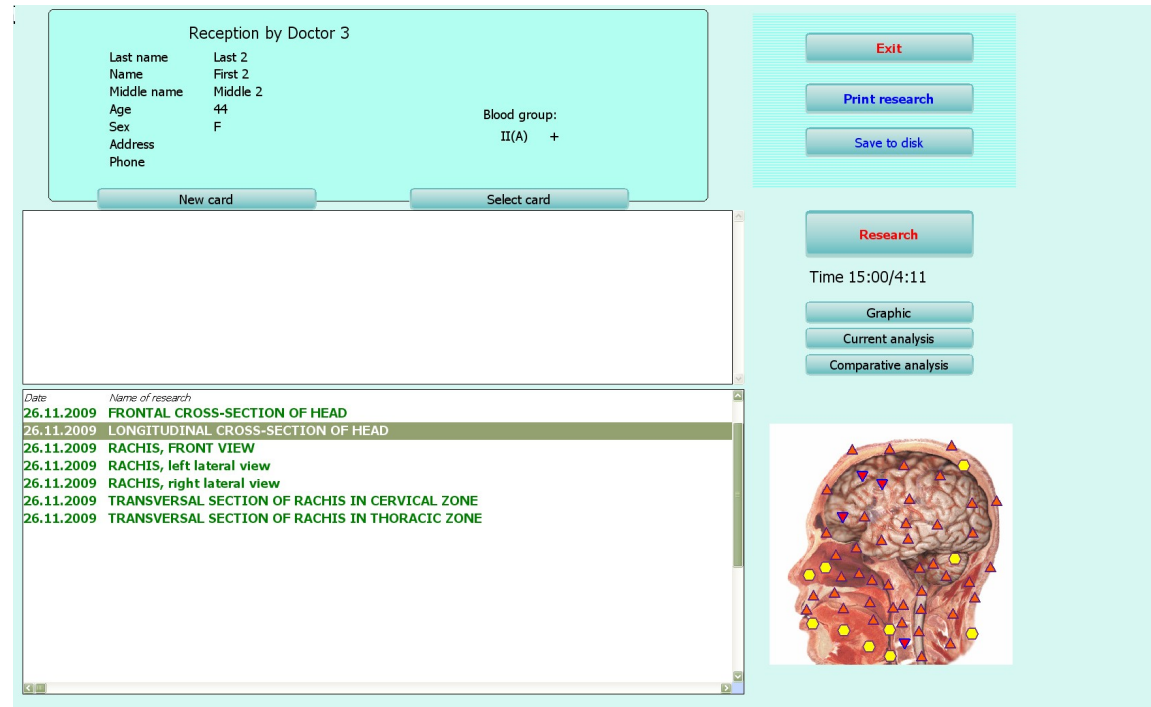 Reception by Doctor 3
Last name Last 2
Name First 2
Middle name Middle 2
Age 44
Sex F
Address
Phone
Blood group:
II(A) +
New card
Select card
Exit
Print research
Save to disk
Research
Time 15:00/4:11
Graphic
Current analysis
Comparative analysis
Date Name of research
26.11.2009 FRONTAL CROSS-SECTION OF HEAD
26.11.2009 LONGITUDINAL CROSS-SECTION OF HEAD
26.11.2009 RACHIS, FRONT VIEW
26.11.2009 RACHIS, left lateral view
26.11.2009 RACHIS, right lateral view
26.11.2009 TRANSVERSAL SECTION OF RACHIS IN CERVICAL ZONE
26.11.2009 TRANSVERSAL SECTION OF RACHIS IN THORACIC ZONE